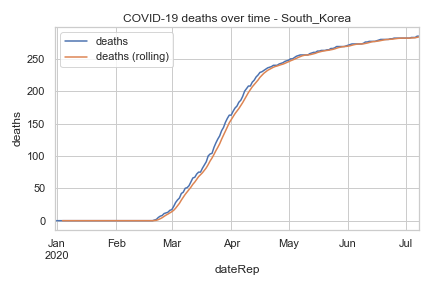 COVID-19 deaths over time - South_Korea
deaths
deaths (rolling)
deaths
250
200
150
100
50
0
Jan Feb Mar Apr May Jun Jul
2020
dateRep